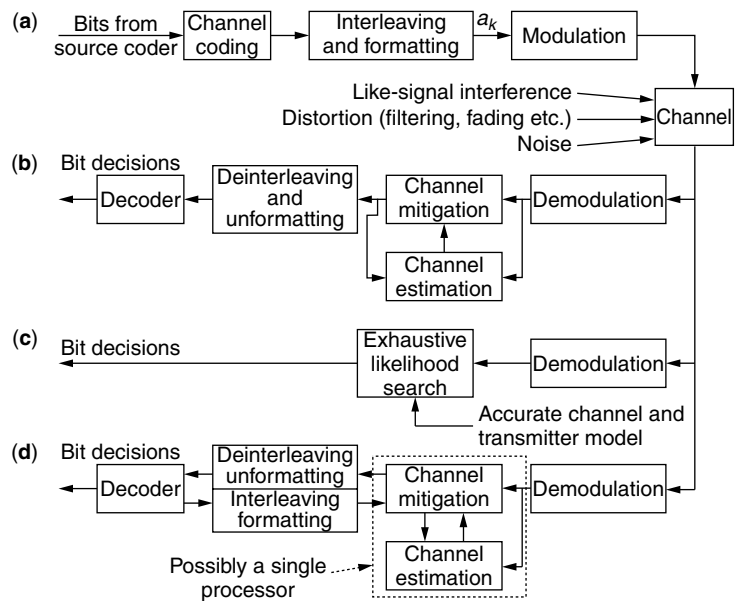 (a)
Bits from
source coder
Channel
coding
Interleaving
and formatting
a_k
Modulation
Like-signal interference
Distortion (filtering, fading etc.)
Noise
Channel
(b)
Bit decisions
Decoder
Deinterleaving
and
unformatting
Channel
mitigation
Demodulation
Channel
estimation
(c)
Bit decisions
Exhaustive
likelihood
search
Demodulation
Accurate channel and
transmitter model
(d)
Bit decisions
Decoder
Deinterleaving
unformatting
Interleaving
formatting
Channel
mitigation
Demodulation
Channel
estimation
Possibly a single
processor